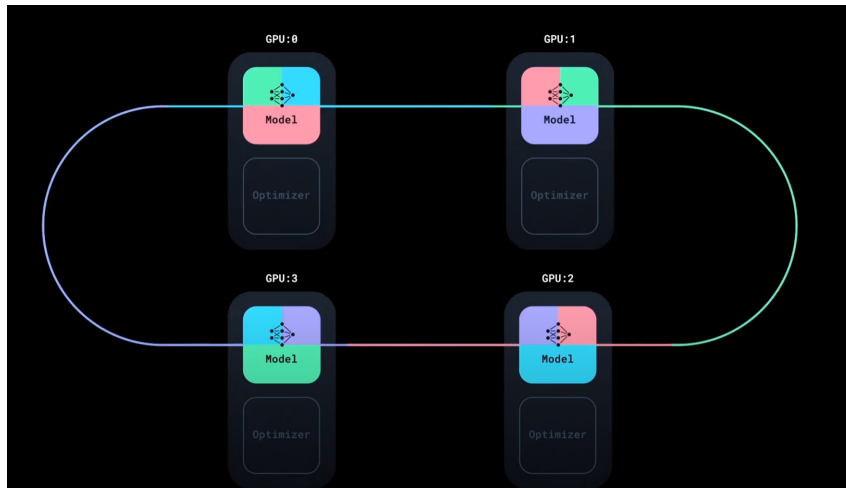 GPU:0
GPU:1
Model
Model
Optimizer
Optimizer
GPU:3
GPU:2
Model
Model
Optimizer
Optimizer